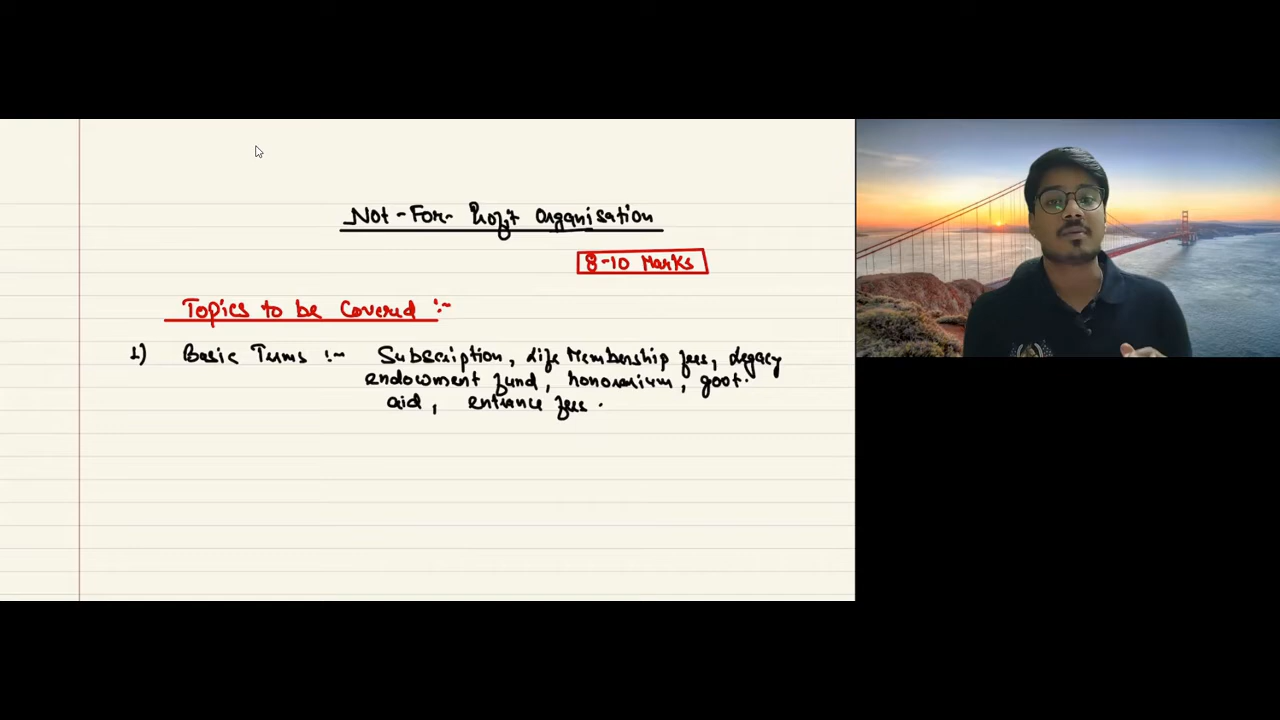 Not-For-Profit Organisation
8-10 Marks
Topics to be Covered :-
1) Basic Terms :- Subscription, Life Membership fees, Legacy
endowment fund, honorarium, govt.
aid, entrance fees.